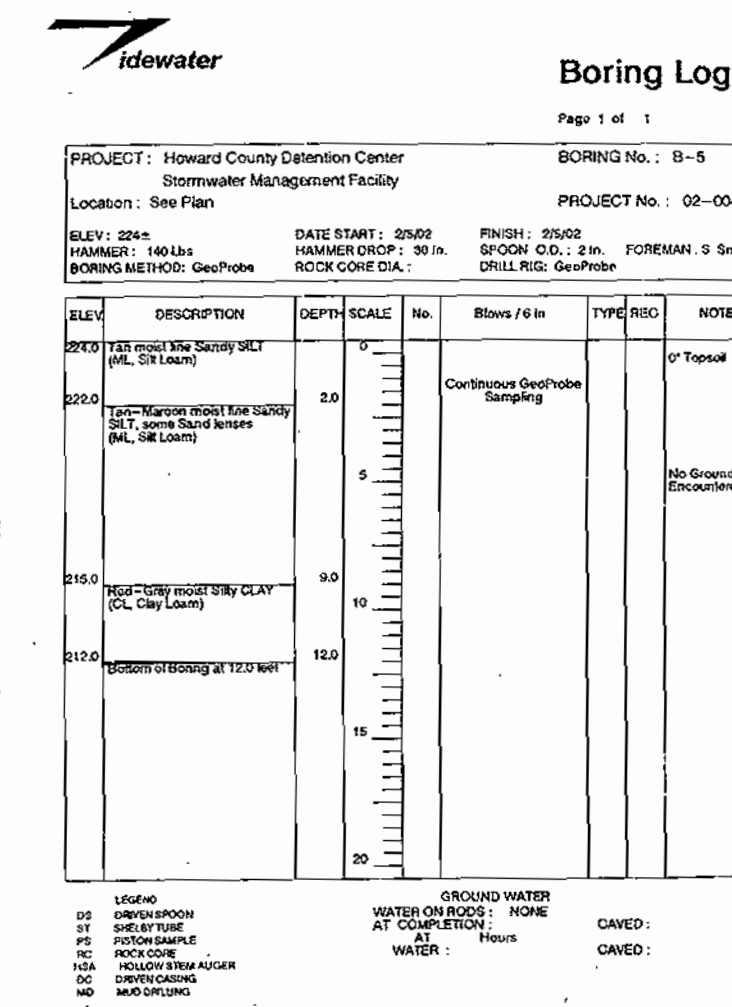 idewater
Boring Log
Page 1 of 1
PROJECT : Howard County Detention Center
Stormwater Management Facility
BORING No. : B-5
Location : See Plan
PROJECT No. : 02-00
ELEV : 224±
DATE START : 2/5/02
FINISH : 2/5/02
HAMMER : 140 Lbs
HAMMER DROP : 30 In.
SPOON O.D. : 2 in.
FOREMAN . S
BORING METHOD: GeoProbe
ROCK CORE DIA. :
DRILL RIG: GeoProbe
ELEV DESCRIPTION DEPTH SCALE No. Blows / 6 in TYPE REC NOTE
224.0 Tan moist fine Sandy SILT
(ML, Silt Loam)
0
0" Topsoil
Continuous GeoProbe
Sampling
222.0 2.0
Tan-Maroon moist fine Sandy
SILT, some Sand lenses
(ML, Silt Loam)
5
No Ground
215.0 9.0
Red-Gray moist Silty CLAY
(CL, Clay Loam)
10
212.0 12.0
Bottom of Boring at 12.0 feet
15
20
LEGEND
DS DRIVEN SPOON
ST SHELBY TUBE
PS PISTON SAMPLE
RC ROCK CORE
HSA HOLLOW STEM AUGER
DC DRIVEN CASING
MD MUD DRILLING
GROUND WATER
WATER ON RODS : NONE
AT COMPLETION : CAVED :
AT Hours
WATER : CAVED :